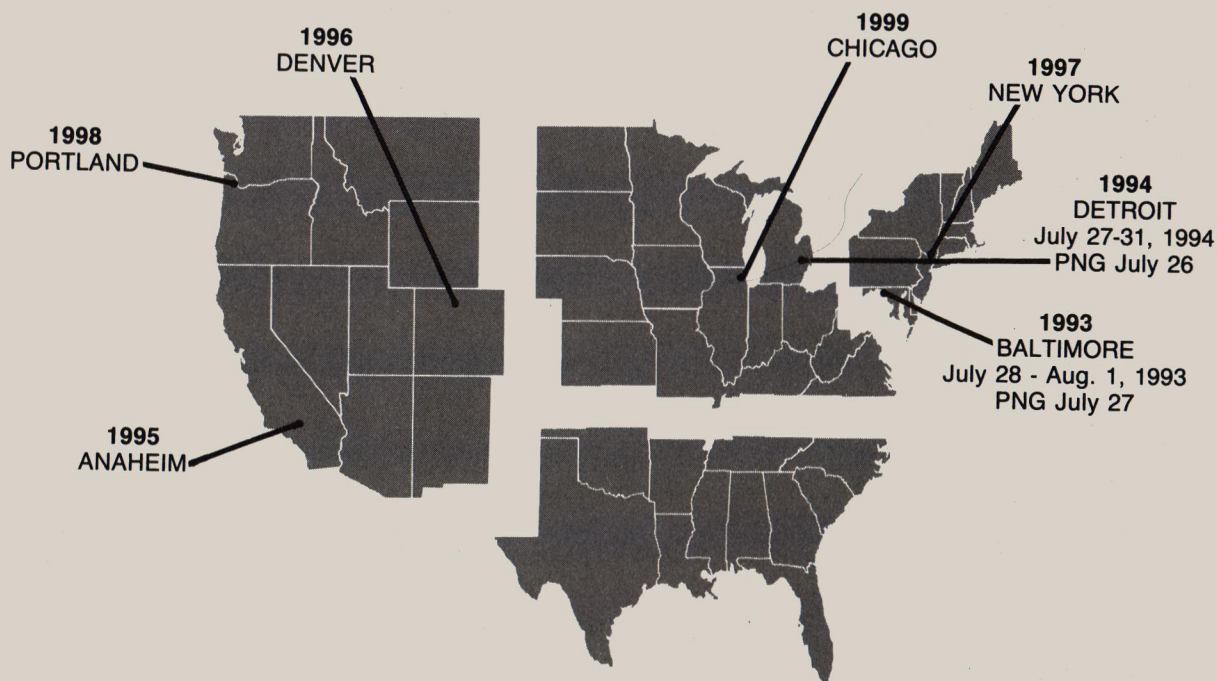 1999
CHICAGO
1996
DENVER
1997
NEW YORK
1998
PORTLAND
1994
DETROIT
July 27-31, 1994
PNG July 26
1993
BALTIMORE
July 28 - Aug. 1, 1993
PNG July 27
1995
ANAHEIM